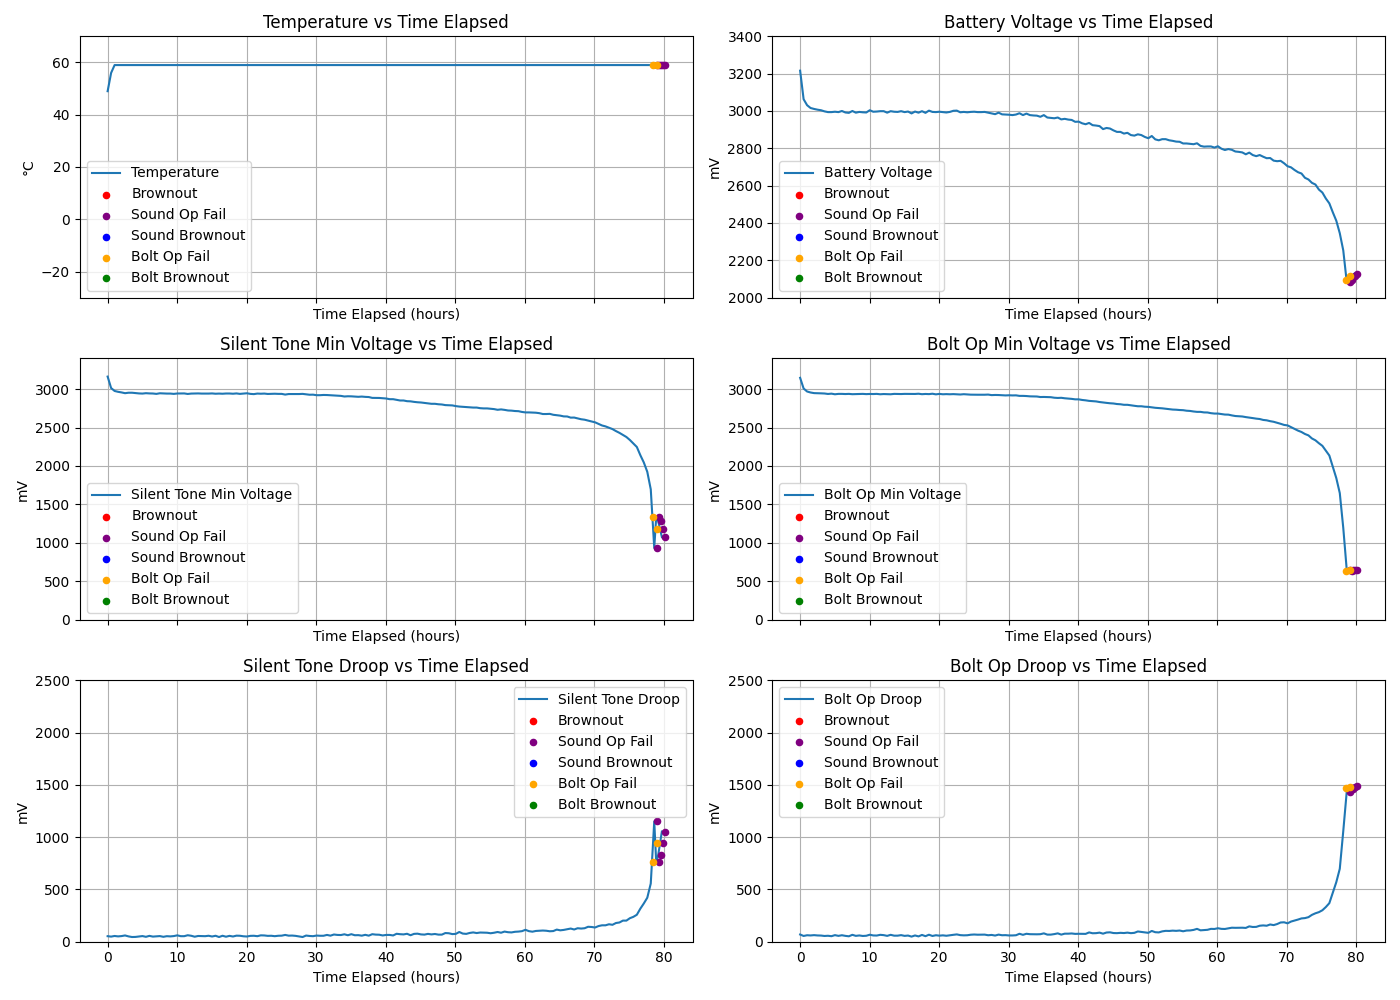 Temperature vs Time Elapsed
60
40
20
0
−20
°C
Temperature
Brownout
Sound Op Fail
Sound Brownout
Bolt Op Fail
Bolt Brownout
Time Elapsed (hours)
Battery Voltage vs Time Elapsed
3400
3200
3000
2800
2600
2400
2200
2000
mV
Battery Voltage
Brownout
Sound Op Fail
Sound Brownout
Bolt Op Fail
Bolt Brownout
Time Elapsed (hours)
Silent Tone Min Voltage vs Time Elapsed
3000
2500
2000
1500
1000
500
0
mV
Silent Tone Min Voltage
Brownout
Sound Op Fail
Sound Brownout
Bolt Op Fail
Bolt Brownout
Time Elapsed (hours)
Bolt Op Min Voltage vs Time Elapsed
3000
2500
2000
1500
1000
500
0
mV
Bolt Op Min Voltage
Brownout
Sound Op Fail
Sound Brownout
Bolt Op Fail
Bolt Brownout
Time Elapsed (hours)
Silent Tone Droop vs Time Elapsed
2500
2000
1500
1000
500
0
mV
Silent Tone Droop
Brownout
Sound Op Fail
Sound Brownout
Bolt Op Fail
Bolt Brownout
0 10 20 30 40 50 60 70 80
Time Elapsed (hours)
Bolt Op Droop vs Time Elapsed
2500
2000
1500
1000
500
0
mV
Bolt Op Droop
Brownout
Sound Op Fail
Sound Brownout
Bolt Op Fail
Bolt Brownout
0 10 20 30 40 50 60 70 80
Time Elapsed (hours)